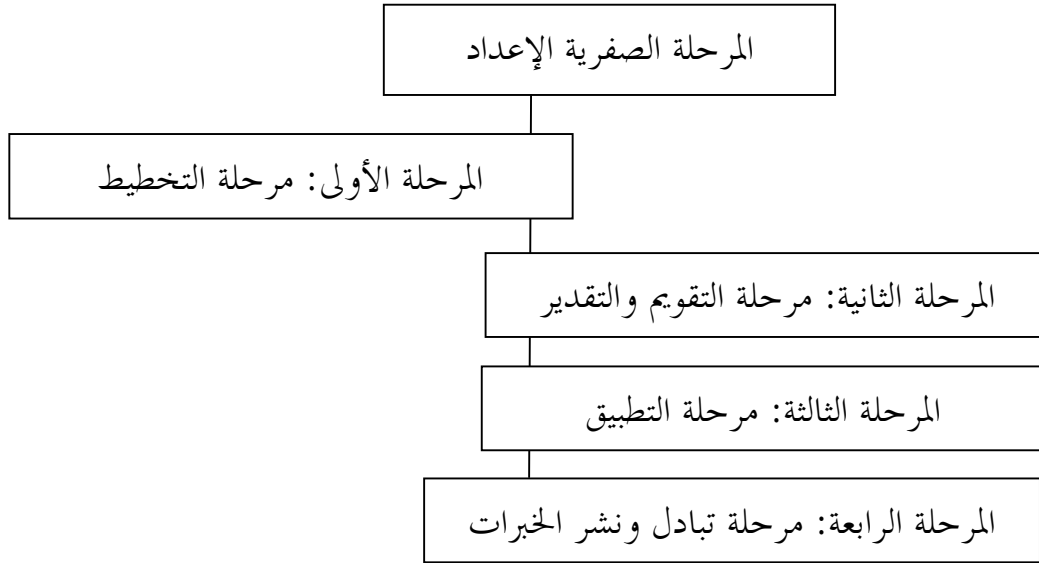 المرحلة الصفرية الإعداد
المرحلة الأولى: مرحلة التخطيط
المرحلة الثانية: مرحلة التقويم والتقدير
المرحلة الثالثة: مرحلة التطبيق
المرحلة الرابعة: مرحلة تبادل ونشر الخبرات